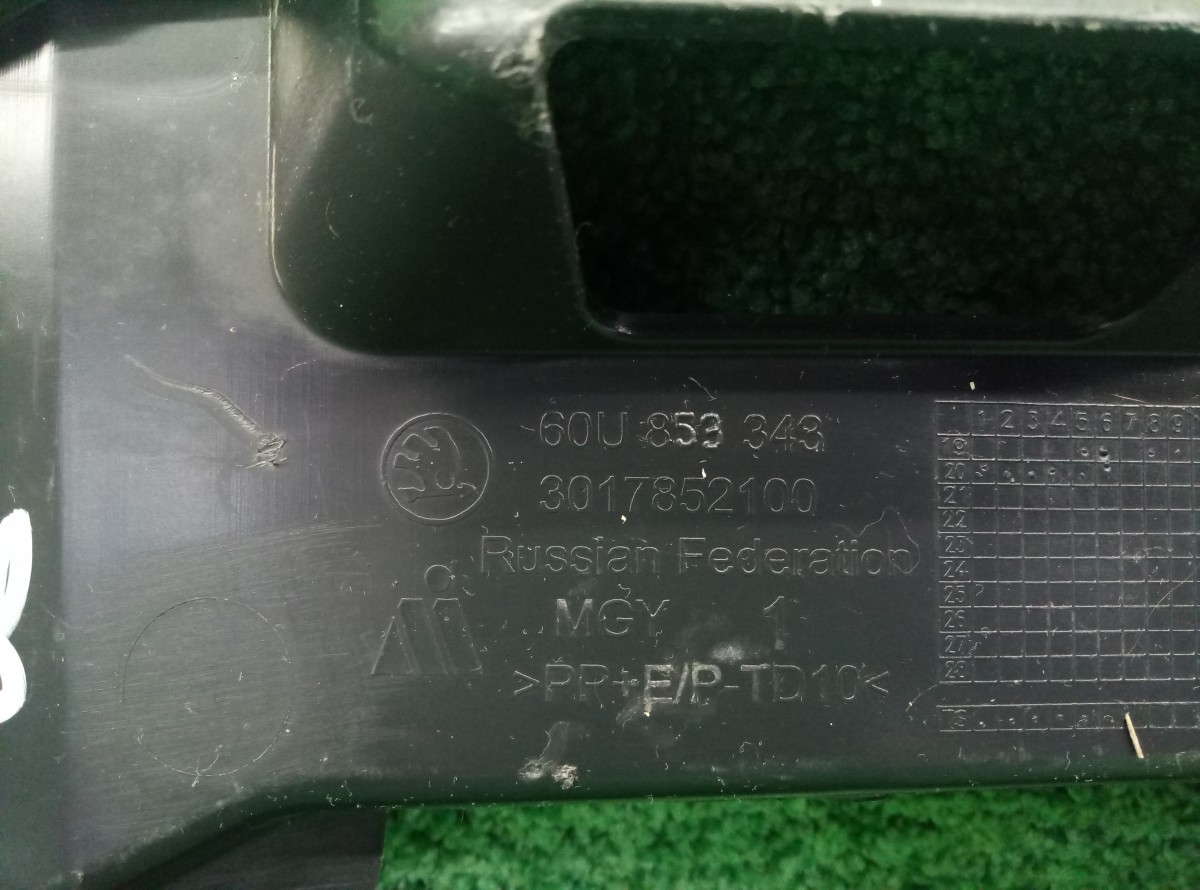 60U 853 343
3017852100
Russian Federation
MGY 1
>PP+E/P-TD10<
1 2 3 4 5 6 7 8 9
19
20
21
22
23
24
25
26
27
28